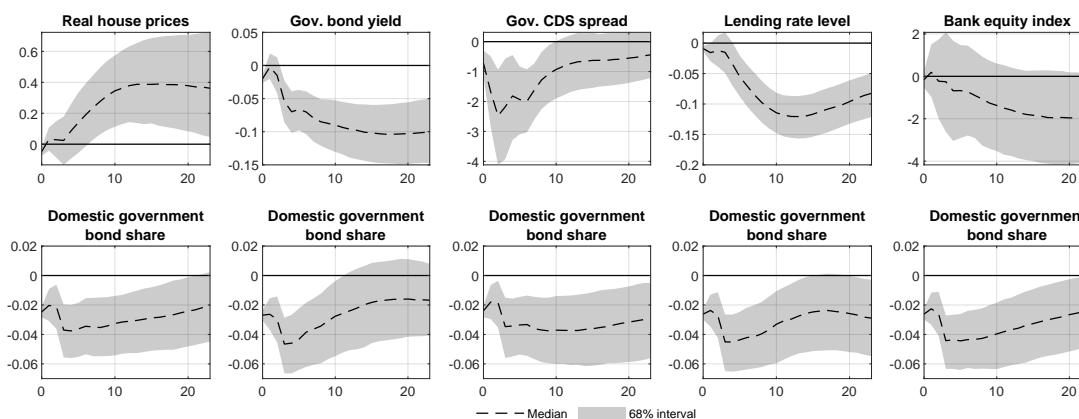 Real house prices
0.6
0.4
0.2
0
0 10 20
Gov. bond yield
0.05
0
-0.05
-0.1
-0.15
0 10 20
Gov. CDS spread
0
-1
-2
-3
-4
0 10 20
Lending rate level
0
-0.05
-0.1
-0.15
-0.2
0 10 20
Bank equity index
2
0
-2
-4
0 10 20
Domestic government
bond share
0.02
0
-0.02
-0.04
-0.06
0 10 20
Domestic government
bond share
0.02
0
-0.02
-0.04
-0.06
0 10 20
Domestic government
bond share
0.02
0
-0.02
-0.04
-0.06
0 10 20
Domestic government
bond share
0.02
0
-0.02
-0.04
-0.06
0 10 20
Domestic government
bond share
0.02
0
-0.02
-0.04
-0.06
0 10 20
Median 68% interval